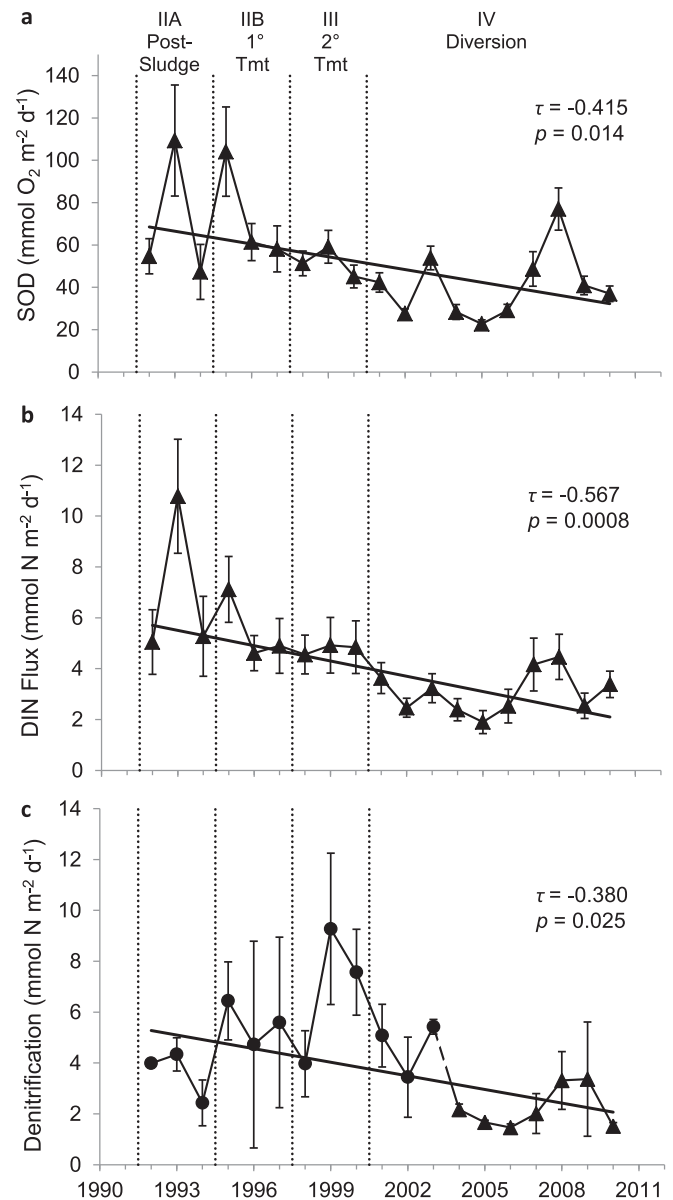 a
IIA
Post-
Sludge
IIB
1°
Tmt
III
2°
Tmt
IV
Diversion
SOD (mmol O₂ m⁻² d⁻¹)
140
120
100
80
60
40
20
0
τ = -0.415
p = 0.014
b
DIN Flux (mmol N m⁻² d⁻¹)
14
12
10
8
6
4
2
0
τ = -0.567
p = 0.0008
c
Denitrification (mmol N m⁻² d⁻¹)
14
12
10
8
6
4
2
0
τ = -0.380
p = 0.025
1990 1993 1996 1999 2002 2005 2008 2011